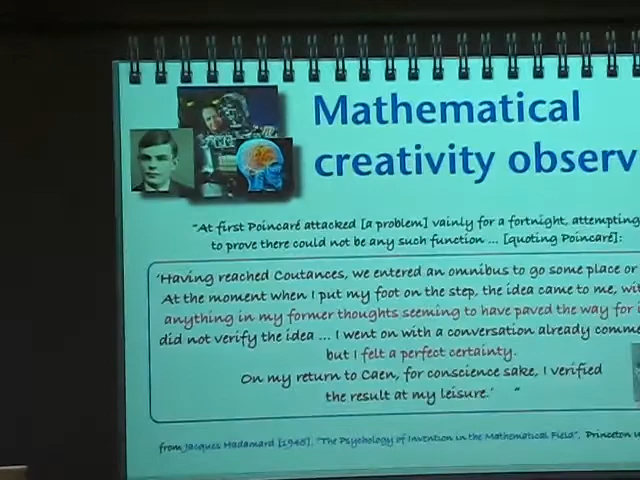 Mathematical
creativity observ
"At first Poincaré attacked [a problem] vainly for a fortnight, attempting
to prove there could not be any such function ... [quoting Poincaré]:
'Having reached Coutances, we entered an omnibus to go some place or
At the moment when I put my foot on the step, the idea came to me, wit
anything in my former thoughts seeming to have paved the way for i
did not verify the idea ... I went on with a conversation already comme
but I felt a perfect certainty.
On my return to Caen, for conscience sake, I verified
the result at my leisure.' "
from Jacques Hadamard [1945], "The Psychology of Invention in the Mathematical Field", Princeton U